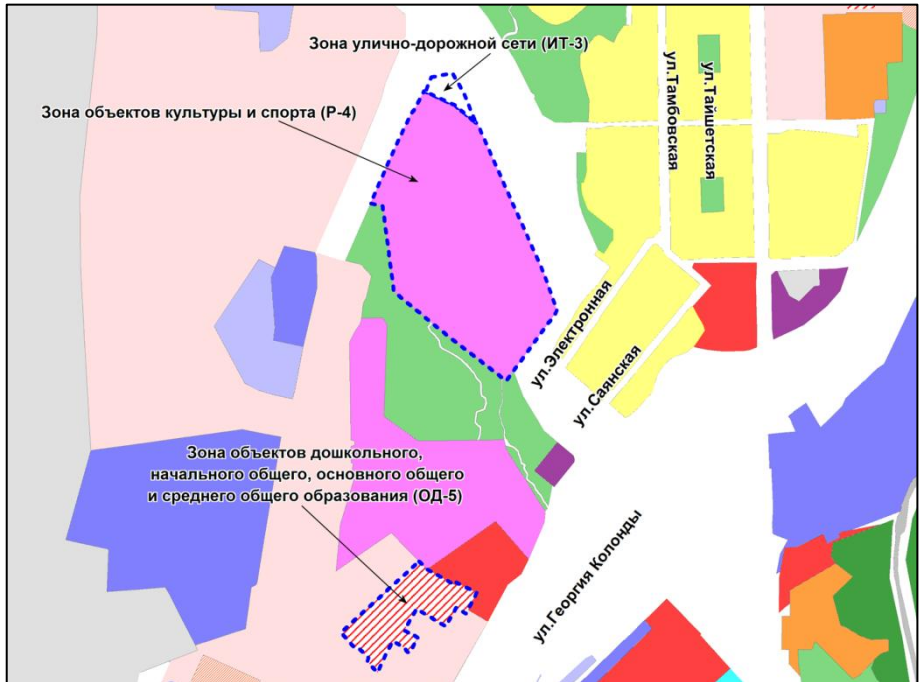 Зона улично-дорожной сети (ИТ-3)
Зона объектов культуры и спорта (Р-4)
ул.Тамбовская
ул.Тайшетская
ул.Электронная
ул.Саянская
Зона объектов дошкольного,
начального общего, основного общего
и среднего общего образования (ОД-5)
ул.Георгия Колонды